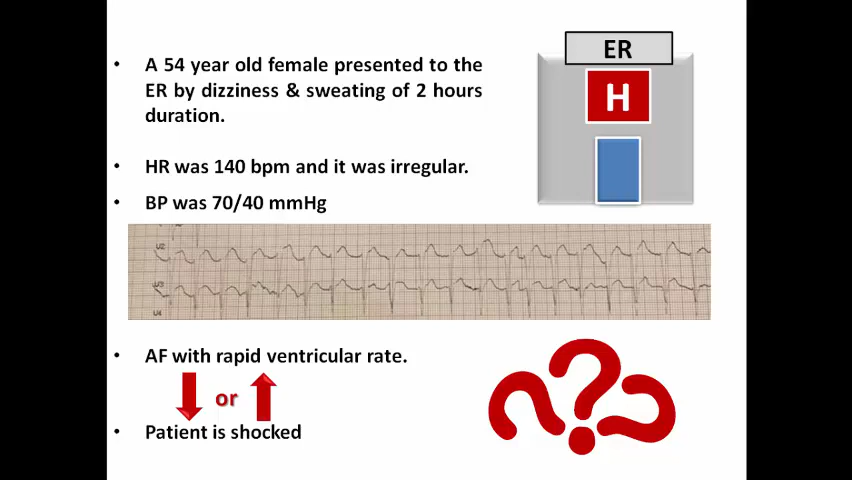 ER
H
• A 54 year old female presented to the
ER by dizziness & sweating of 2 hours
duration.
• HR was 140 bpm and it was irregular.
• BP was 70/40 mmHg
• AF with rapid ventricular rate.
or
• Patient is shocked